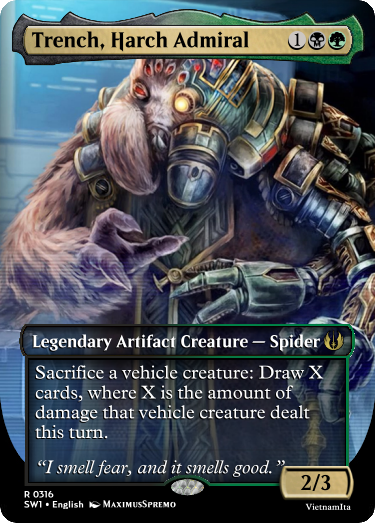 Trench, Harch Admiral 1
Legendary Artifact Creature — Spider
Sacrifice a vehicle creature: Draw X
cards, where X is the amount of
damage that vehicle creature dealt
this turn.
“I smell fear, and it smells good.”
2/3
R 0316
SW1 • English MaximusSpremo
VietnamIta